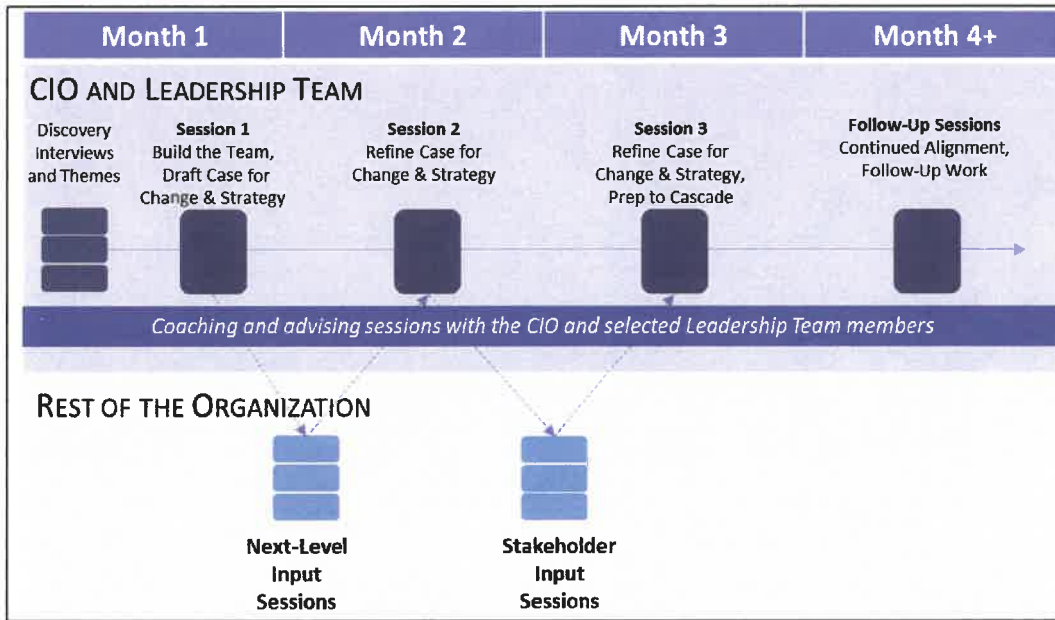 Month 1
Month 2
Month 3
Month 4+
CIO AND LEADERSHIP TEAM
Discovery
Interviews
and Themes
Session 1
Build the Team,
Draft Case for
Change & Strategy
Session 2
Refine Case for
Change & Strategy
Session 3
Refine Case for
Change & Strategy,
Prep to Cascade
Follow-Up Sessions
Continued Alignment,
Follow-Up Work
Coaching and advising sessions with the CIO and selected Leadership Team members
REST OF THE ORGANIZATION
Next-Level
Input
Sessions
Stakeholder
Input
Sessions